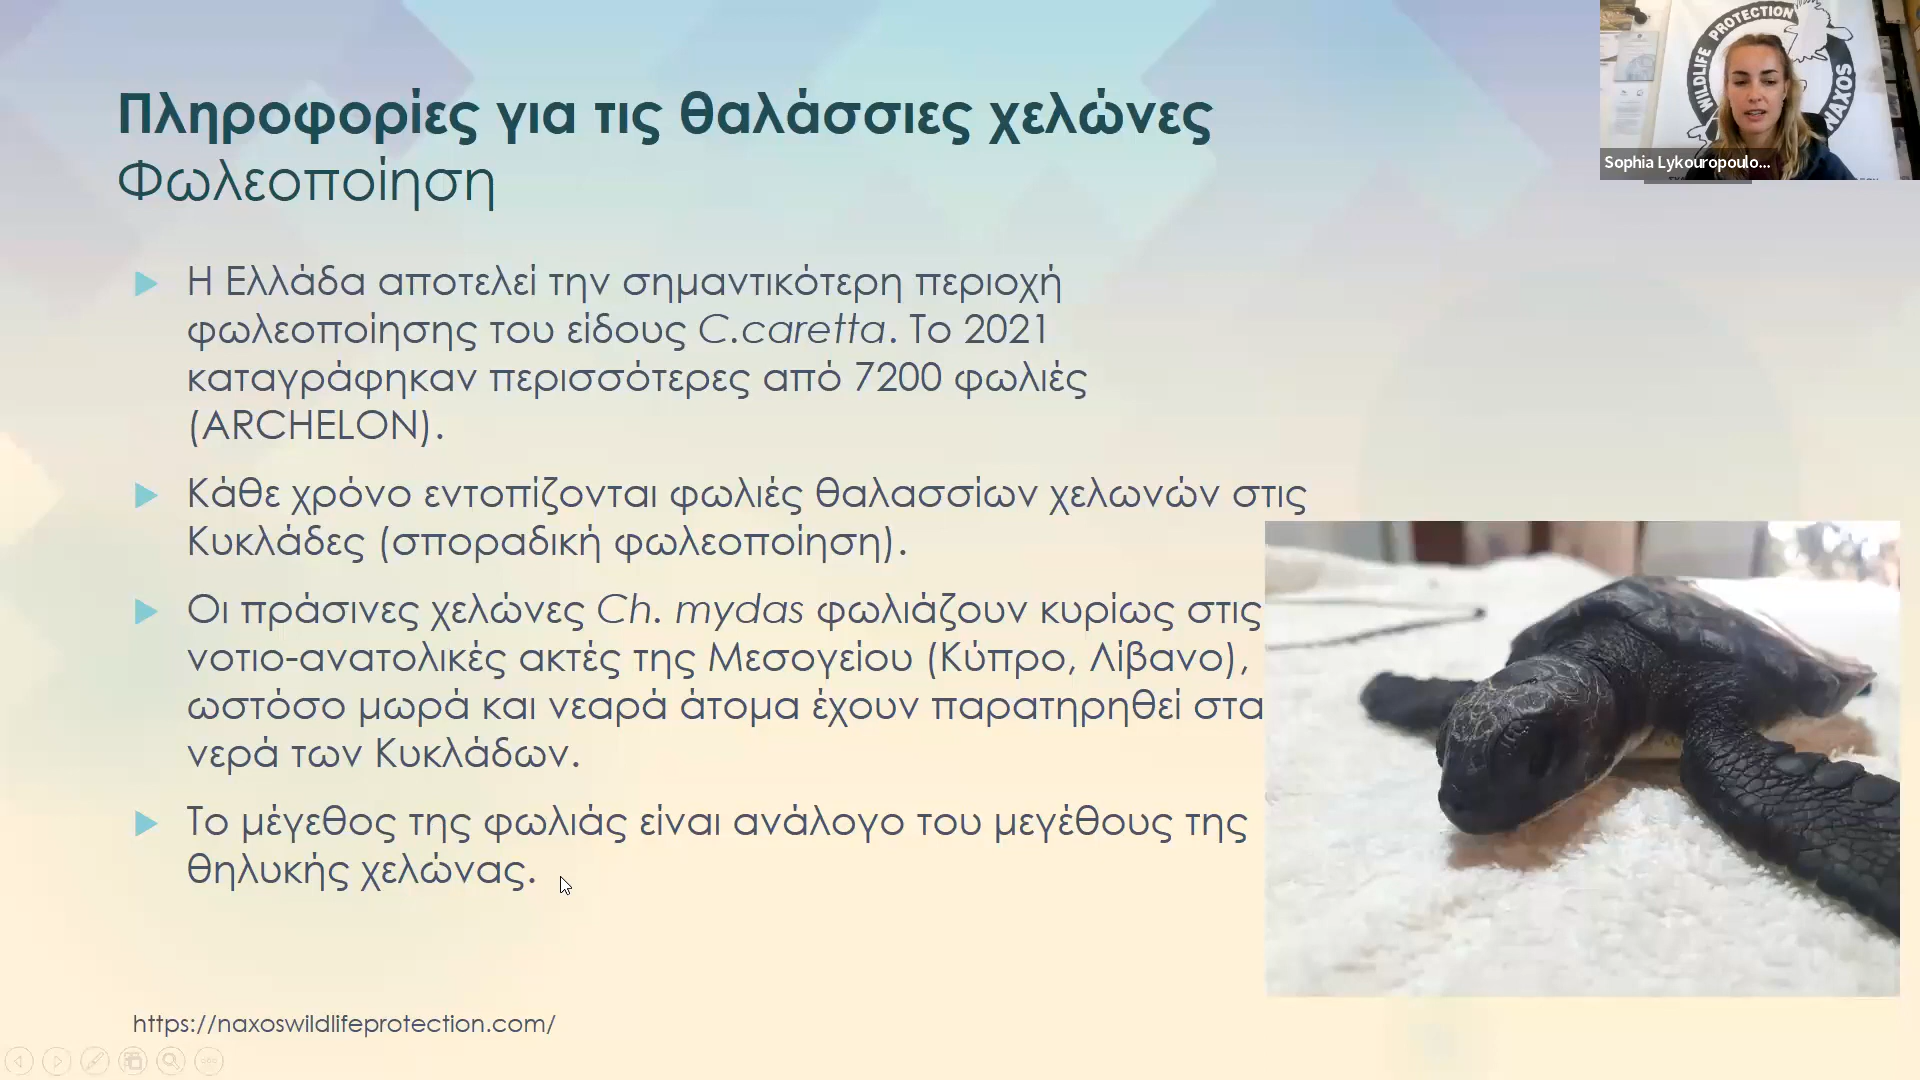 Πληροφορίες για τις θαλάσσιες χελώνες
Φωλεοποίηση
Η Ελλάδα αποτελεί την σημαντικότερη περιοχή
φωλεοποίησης του είδους C.caretta. Το 2021
καταγράφηκαν περισσότερες από 7200 φωλιές
(ARCHELON).
Κάθε χρόνο εντοπίζονται φωλιές θαλασσίων χελωνών στις
Κυκλάδες (σποραδική φωλεοποίηση).
Οι πράσινες χελώνες Ch. mydas φωλιάζουν κυρίως στις
νοτιο-ανατολικές ακτές της Μεσογείου (Κύπρο, Λίβανο),
ωστόσο μωρά και νεαρά άτομα έχουν παρατηρηθεί στα
νερά των Κυκλάδων.
Το μέγεθος της φωλιάς είναι ανάλογο του μεγέθους της
θηλυκής χελώνας.
https://naxoswildlifeprotection.com/
WILDLIFE PROTECTION
NAXOS
Sophia Lykouropoulo...